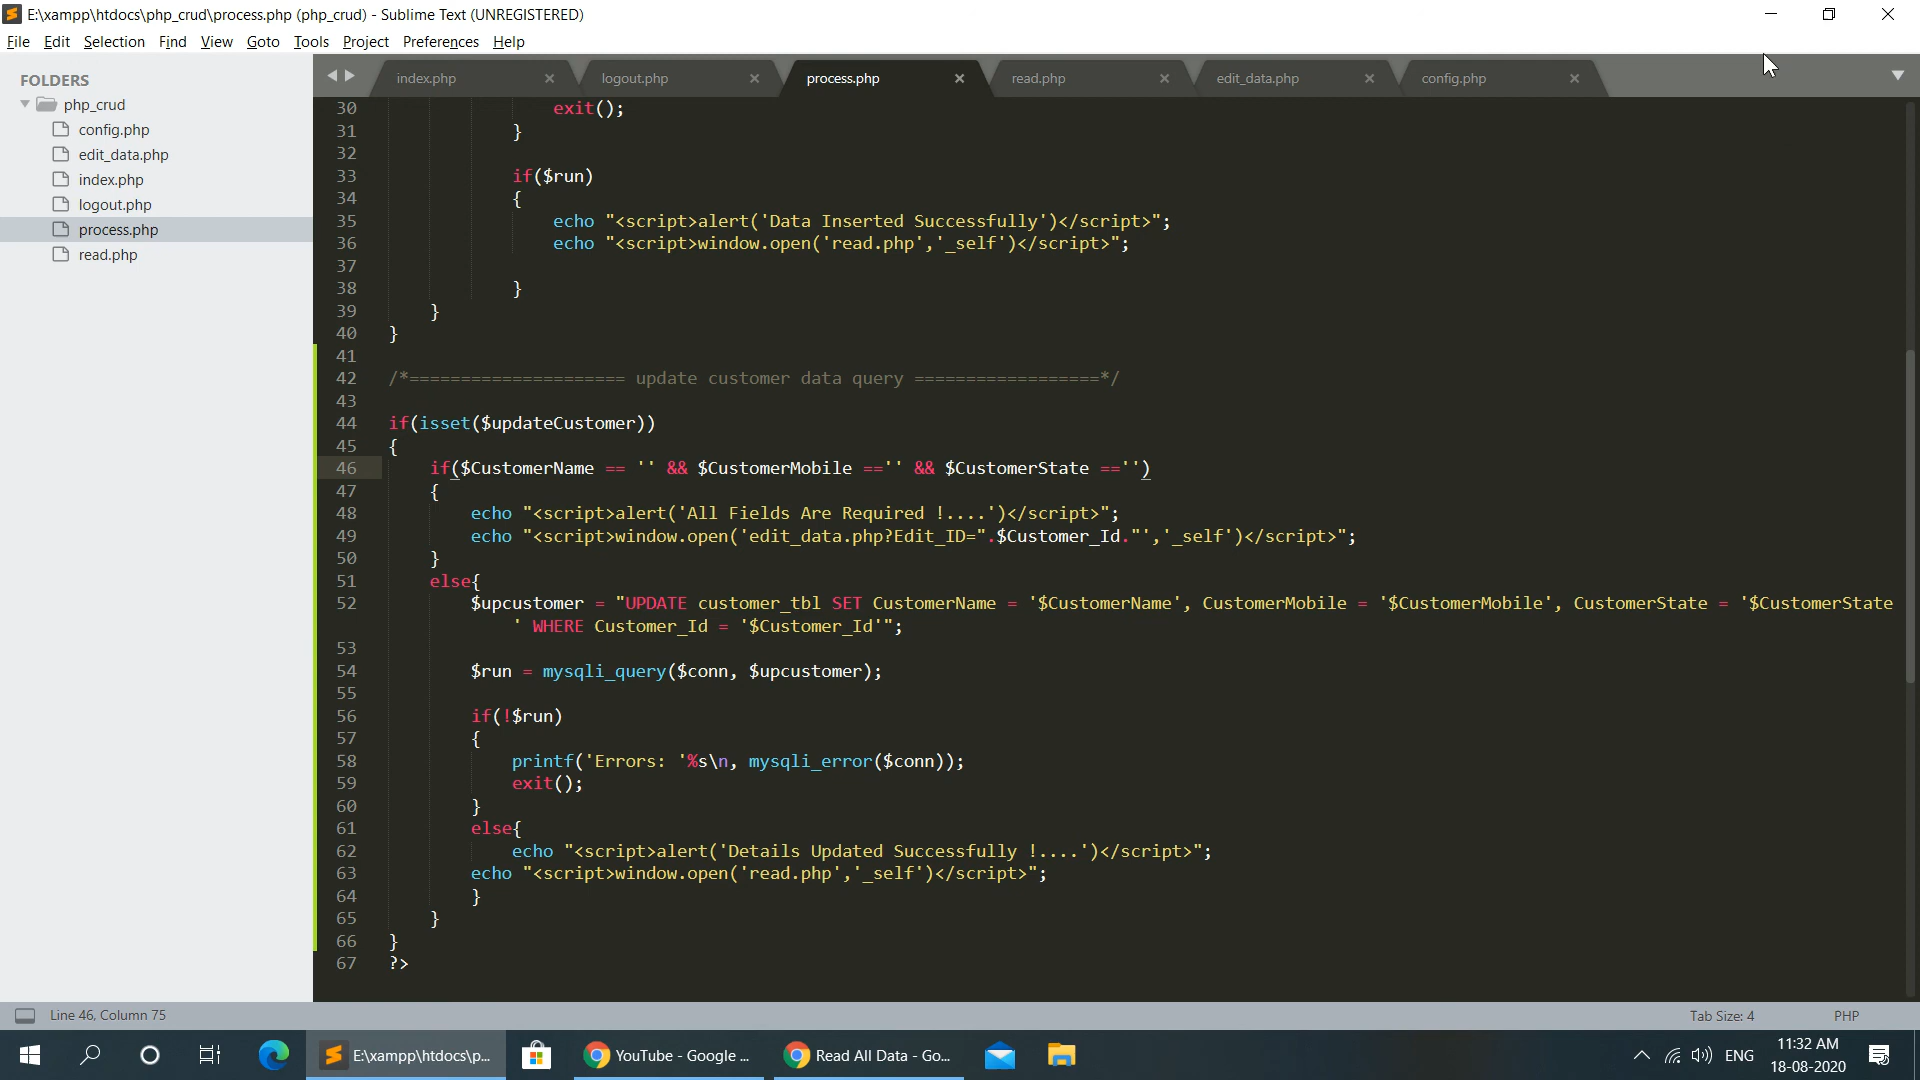 E:\xampp\htdocs\php_crud\process.php (php_crud) - Sublime Text (UNREGISTERED)
File Edit Selection Find View Goto Tools Project Preferences Help
FOLDERS
php_crud
config.php
edit_data.php
index.php
logout.php
process.php
read.php
index.php × logout.php × process.php × read.php × edit_data.php × config.php ×
30 exit();
31 }
32
33 if($run)
34 {
35 echo "<script>alert('Data Inserted Successfully')</script>";
36 echo "<script>window.open('read.php','_self')</script>";
37
38 }
39 }
40 }
41
42 /*===================== update customer data query ==================*/
43
44 if(isset($updateCustomer))
45 {
46 if($CustomerName == '' && $CustomerMobile =='' && $CustomerState =='')
47 {
48 echo "<script>alert('All Fields Are Required !....')</script>";
49 echo "<script>window.open('edit_data.php?Edit_ID=".$Customer_Id."','_self')</script>";
50 }
51 else{
52 $upcustomer = "UPDATE customer_tbl SET CustomerName = '$CustomerName', CustomerMobile = '$CustomerMobile', CustomerState = '$CustomerState
' WHERE Customer_Id = '$Customer_Id'";
53
54 $run = mysqli_query($conn, $upcustomer);
55
56 if(!$run)
57 {
58 printf('Errors: '%s\n, mysqli_error($conn));
59 exit();
60 }
61 else{
62 echo "<script>alert('Details Updated Successfully !....')</script>";
63 echo "<script>window.open('read.php','_self')</script>";
64 }
65 }
66 }
67 ?>
Line 46, Column 75 Tab Size: 4 PHP
E:\xampp\htdocs\p... YouTube - Google ... Read All Data - Go... ENG 11:32 AM
18-08-2020